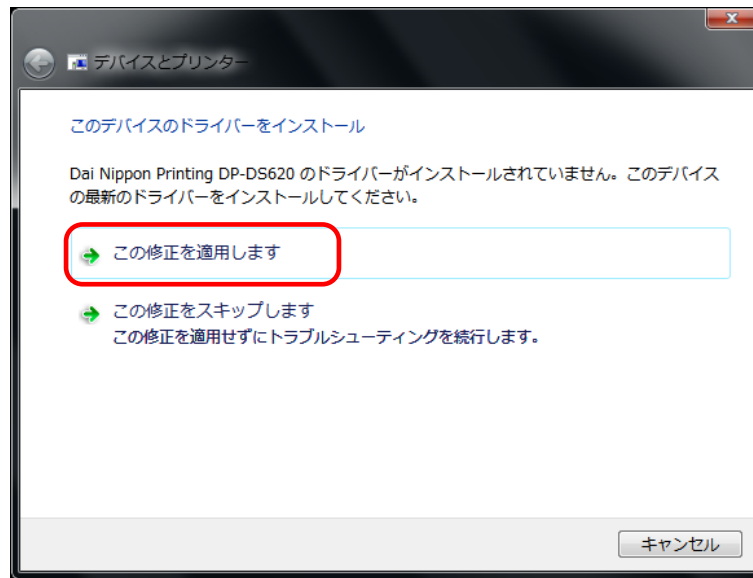 デバイスとプリンター
このデバイスのドライバーをインストール
Dai Nippon Printing DP-DS620 のドライバーがインストールされていません。このデバイス
の最新のドライバーをインストールしてください。
この修正を適用します
この修正をスキップします
この修正を適用せずにトラブルシューティングを続行します。
キャンセル